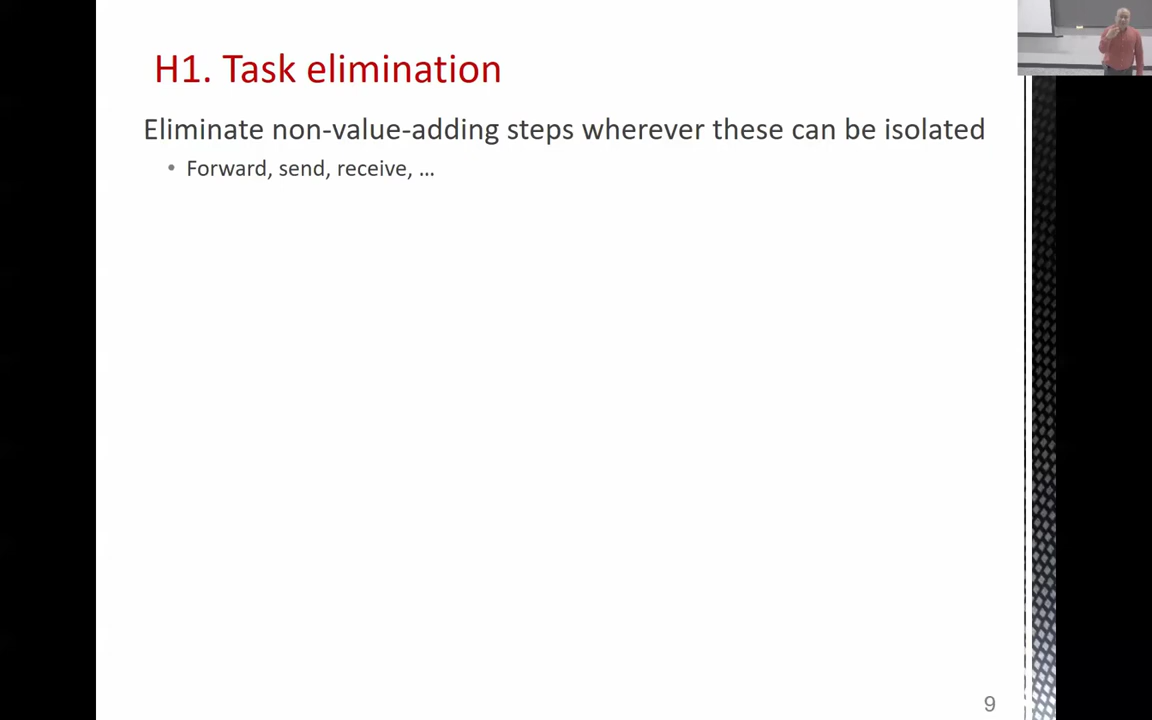 H1. Task elimination
Eliminate non-value-adding steps wherever these can be isolated
• Forward, send, receive, ...
9